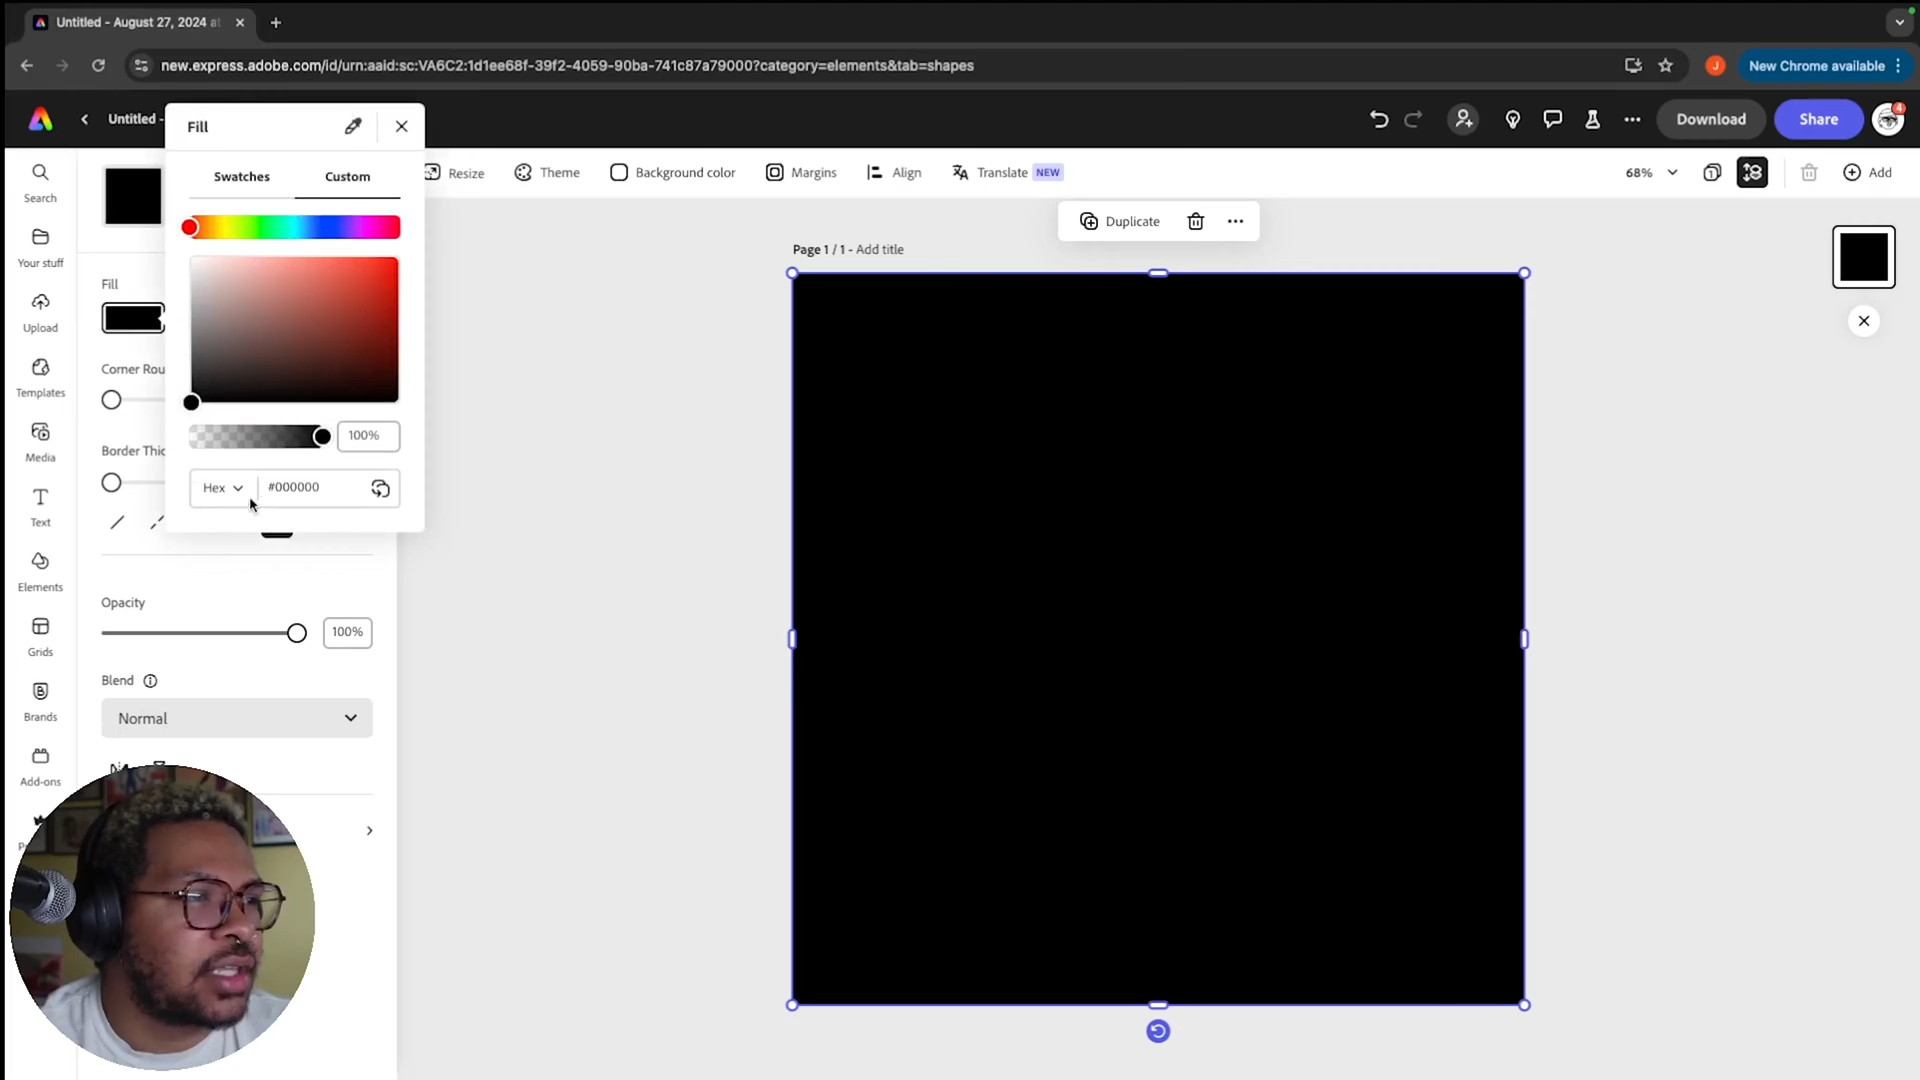 Untitled - August 27, 2024 at
new.express.adobe.com/id/urn:aaid:sc:VA6C2:1d1ee68f-39f2-4059-90ba-741c87a79000?category=elements&tab=shapes
J
New Chrome available
Untitled -
Fill
Download
Share
4
Swatches
Custom
Resize
Theme
Background color
Margins
Align
Translate NEW
68%
1
Add
Search
Your stuff
Upload
Templates
Media
Text
Elements
Grids
Brands
Add-ons
Fill
Corner Rou
Border Thic
100%
Hex
#000000
Opacity
100%
Blend
Normal
Duplicate
Page 1 / 1 - Add title